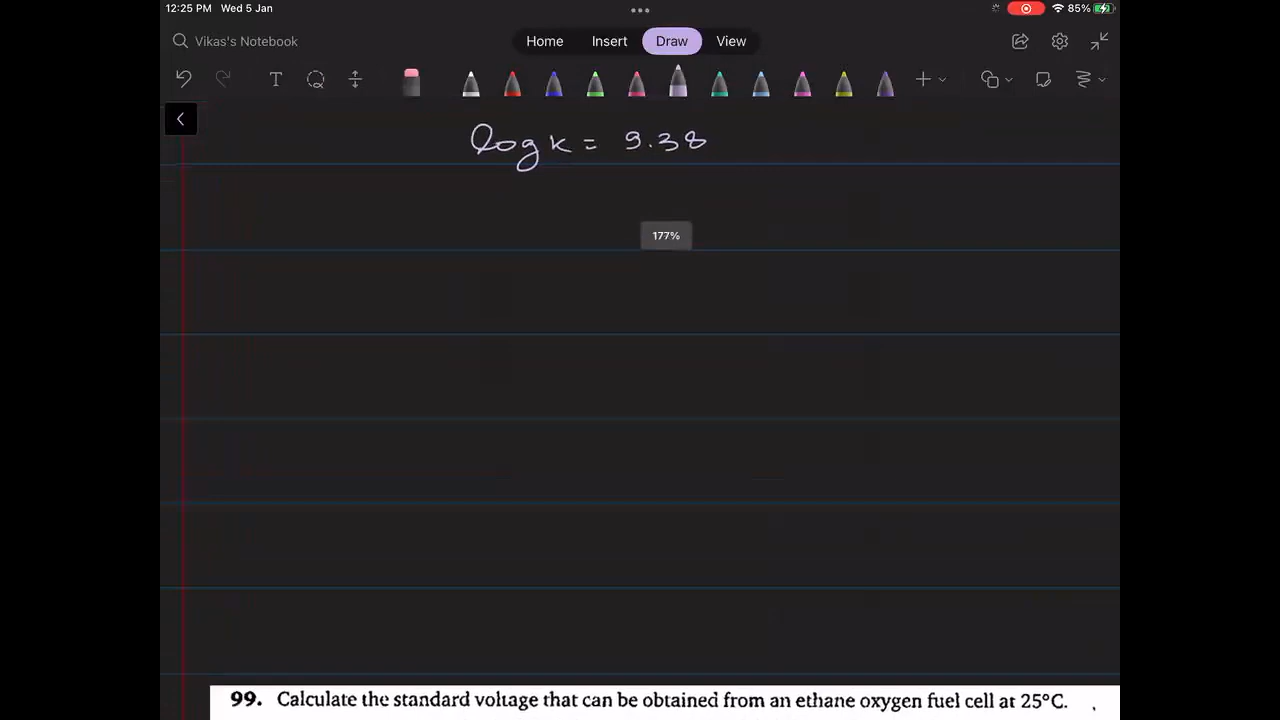 12:25 PM Wed 5 Jan
85%
Vikas's Notebook
Home Insert Draw View
T
log k = 9.38
177%
99. Calculate the standard voltage that can be obtained from an ethane oxygen fuel cell at 25°C.